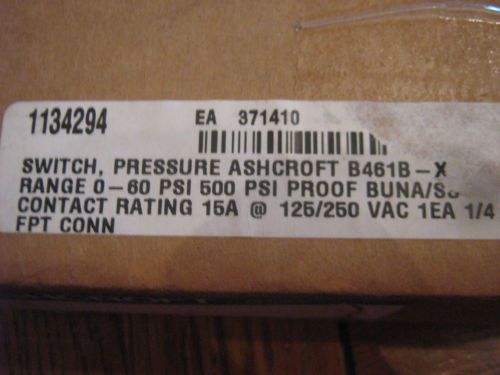 1134294 EA 371410
SWITCH, PRESSURE ASHCROFT B461B-X
RANGE 0-60 PSI 500 PSI PROOF
CONTACT RATING 15A @ 125/250 VAC 1EA 1/4
FPT CONN